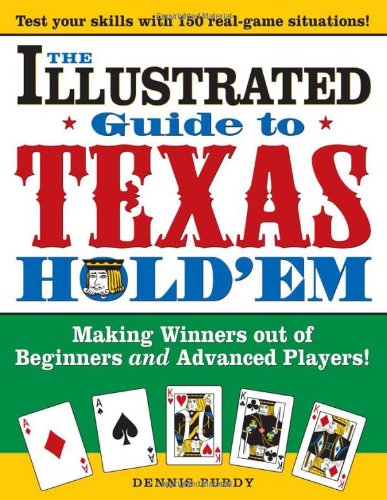 Test your skills with 150 real-game situations!
THE
ILLUSTRATED
Guide to
TEXAS
HOLD'EM
Making Winners out of
Beginners and Advanced Players!
A A K K K
DENNIS PURDY